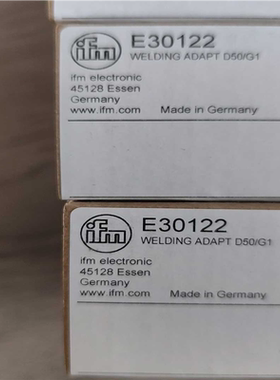 ifm
E30122
WELDING ADAPT D50/G1
ifm electronic
45128 Essen
Germany
www.ifm.com
Made in Germany
ifm
E30122
WELDING ADAPT D50/G1
ifm electronic
45128 Essen
Germany
www.ifm.com
Made in Germany